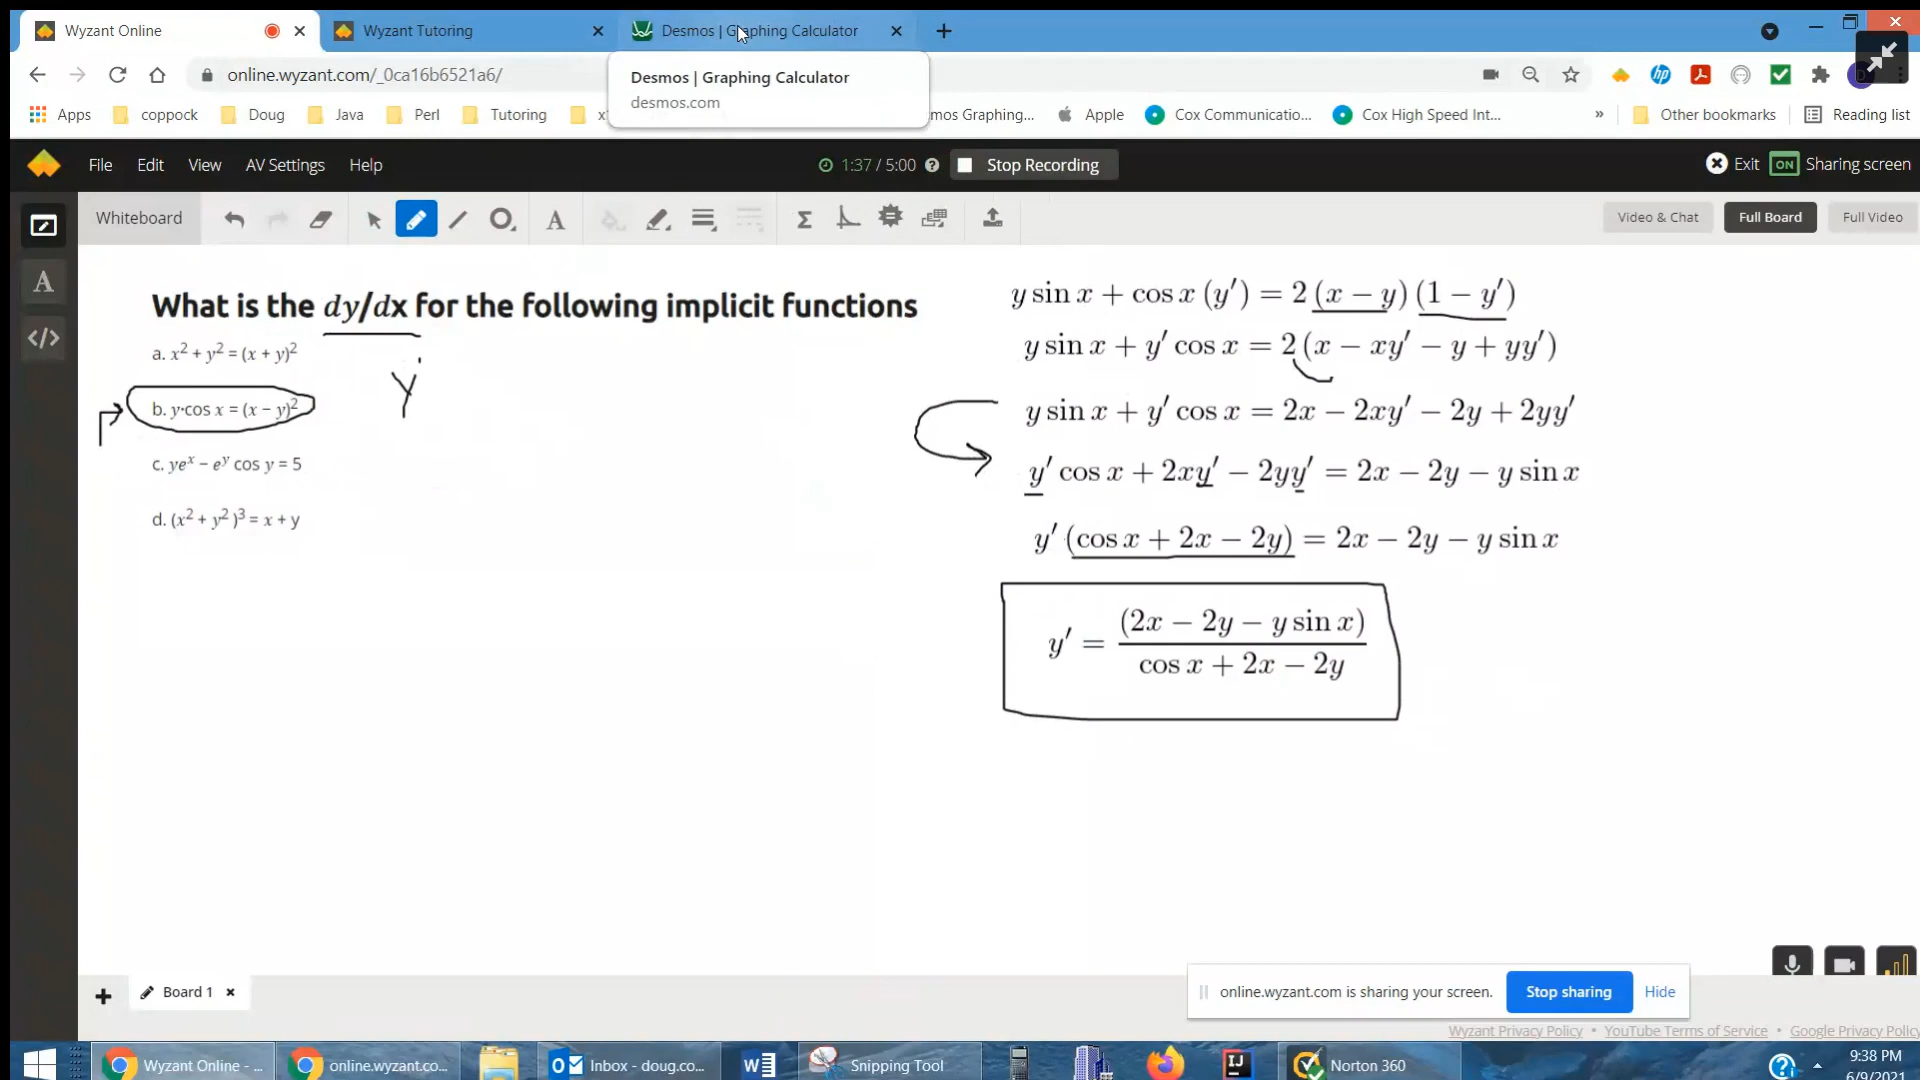 Wyzant Online
Wyzant Tutoring
Desmos | Graphing Calculator
online.wyzant.com/_0ca16b6521a6/
Desmos | Graphing Calculator
desmos.com
Apps coppock Doug Java Perl Tutoring mos Graphing... Apple Cox Communicatio... Cox High Speed Int... » Other bookmarks Reading list
File Edit View AV Settings Help 1:37 / 5:00 Stop Recording Exit ON Sharing screen
Whiteboard Video & Chat Full Board Full Video
What is the dy/dx for the following implicit functions
a. x² + y² = (x + y)²
y'
b. y·cos x = (x − y)²
c. yeˣ − eʸ cos y = 5
d. (x² + y² )³ = x + y
y sin x + cos x (y′) = 2 (x − y) (1 − y′)
y sin x + y′ cos x = 2 (x − xy′ − y + yy′)
y sin x + y′ cos x = 2x − 2xy′ − 2y + 2yy′
y′ cos x + 2xy′ − 2yy′ = 2x − 2y − y sin x
y′ (cos x + 2x − 2y) = 2x − 2y − y sin x
y′ = (2x − 2y − y sin x)
cos x + 2x − 2y
Board 1
online.wyzant.com is sharing your screen. Stop sharing Hide
Wyzant Privacy Policy • YouTube Terms of Service • Google Privacy Policy
Wyzant Online - ... online.wyzant.co... Inbox - doug.co... Snipping Tool Norton 360
9:38 PM
6/9/2021